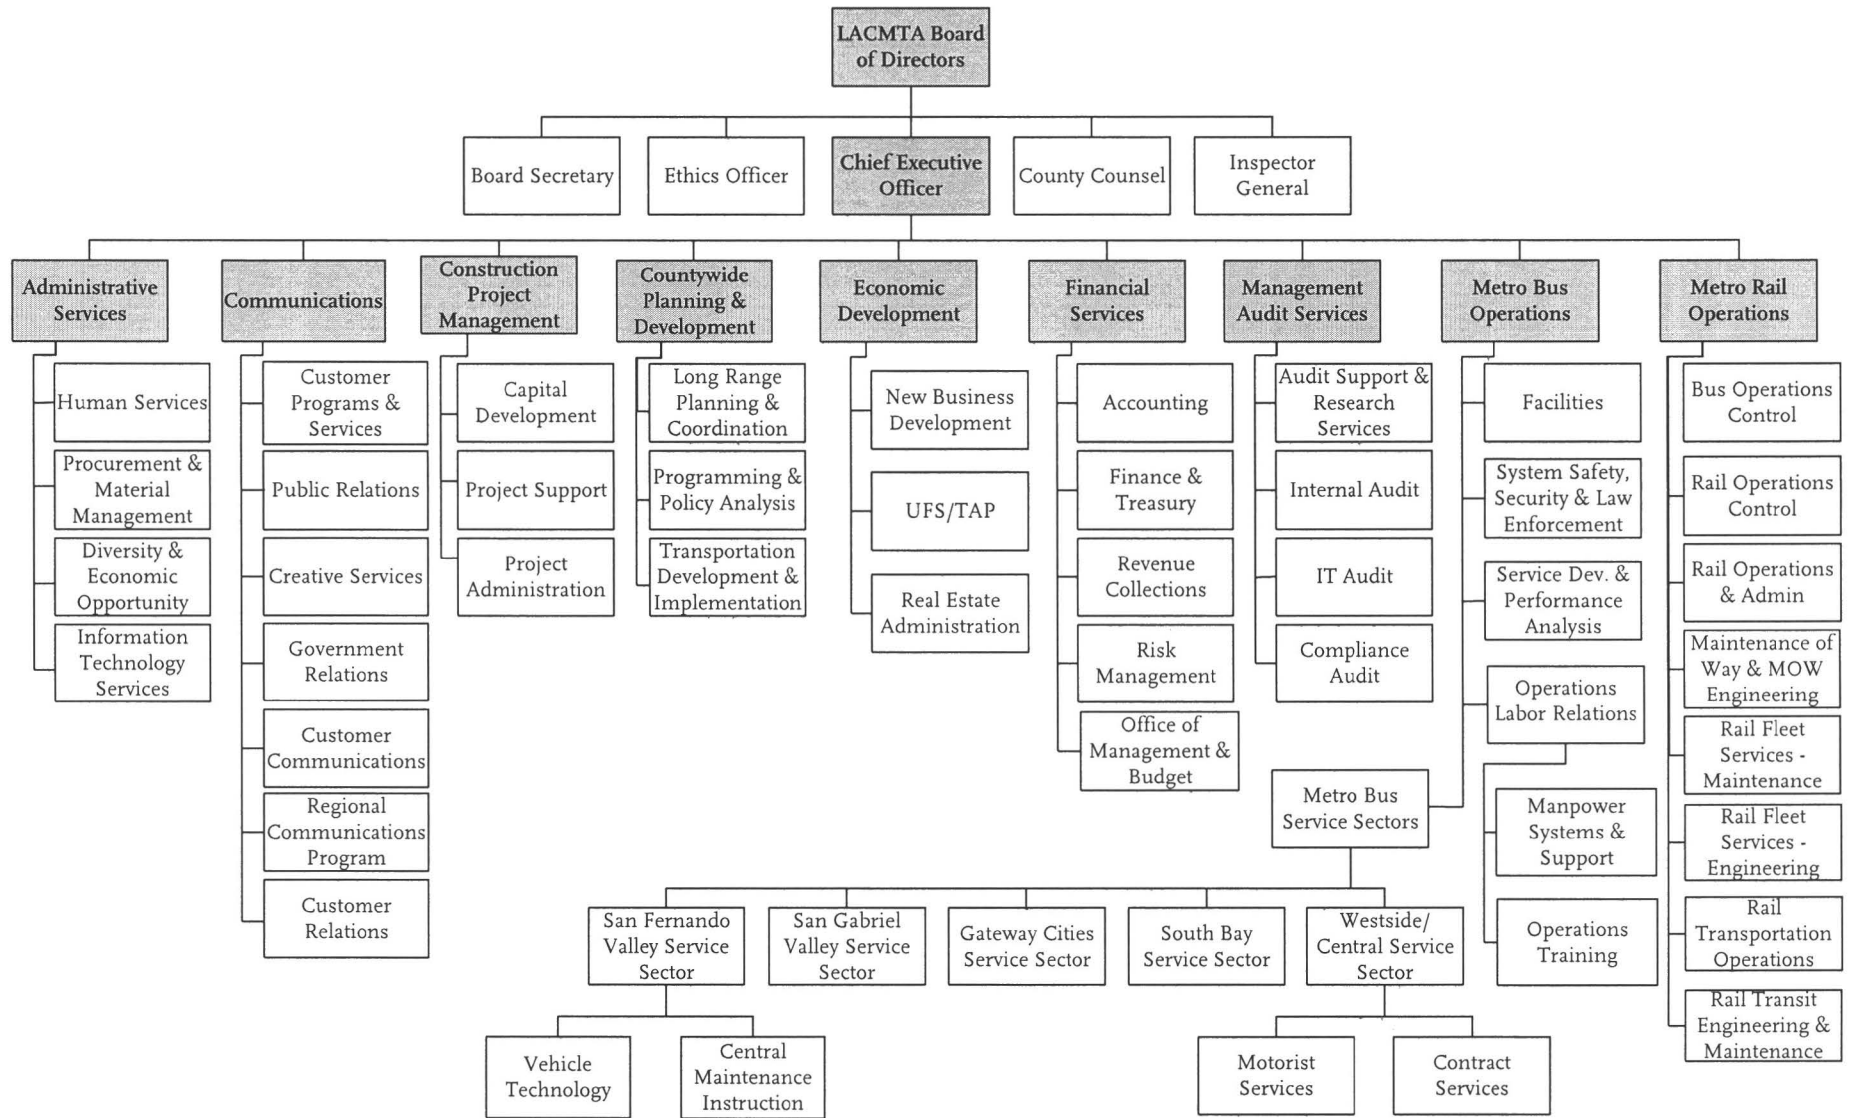 LACMTA Board
of Directors
Board Secretary
Ethics Officer
Chief Executive
Officer
County Counsel
Inspector
General
Administrative
Services
Communications
Construction
Project
Management
Countywide
Planning &
Development
Economic
Development
Financial
Services
Management
Audit Services
Metro Bus
Operations
Metro Rail
Operations
Human Services
Procurement &
Material
Management
Diversity &
Economic
Opportunity
Information
Technology
Services
Customer
Programs &
Services
Public Relations
Creative Services
Government
Relations
Customer
Communications
Regional
Communications
Program
Customer
Relations
Capital
Development
Project Support
Project
Administration
Long Range
Planning &
Coordination
Programming &
Policy Analysis
Transportation
Development &
Implementation
New Business
Development
UFS/TAP
Real Estate
Administration
Accounting
Finance &
Treasury
Revenue
Collections
Risk
Management
Office of
Management &
Budget
Audit Support &
Research
Services
Internal Audit
IT Audit
Compliance
Audit
Facilities
System Safety,
Security & Law
Enforcement
Service Dev. &
Performance
Analysis
Operations
Labor Relations
Manpower
Systems &
Support
Operations
Training
Metro Bus
Service Sectors
San Fernando
Valley Service
Sector
San Gabriel
Valley Service
Sector
Gateway Cities
Service Sector
South Bay
Service Sector
Westside/
Central Service
Sector
Vehicle
Technology
Central
Maintenance
Instruction
Motorist
Services
Contract
Services
Bus Operations
Control
Rail Operations
Control
Rail Operations
& Admin
Maintenance of
Way & MOW
Engineering
Rail Fleet
Services -
Maintenance
Rail Fleet
Services -
Engineering
Rail
Transportation
Operations
Rail Transit
Engineering &
Maintenance